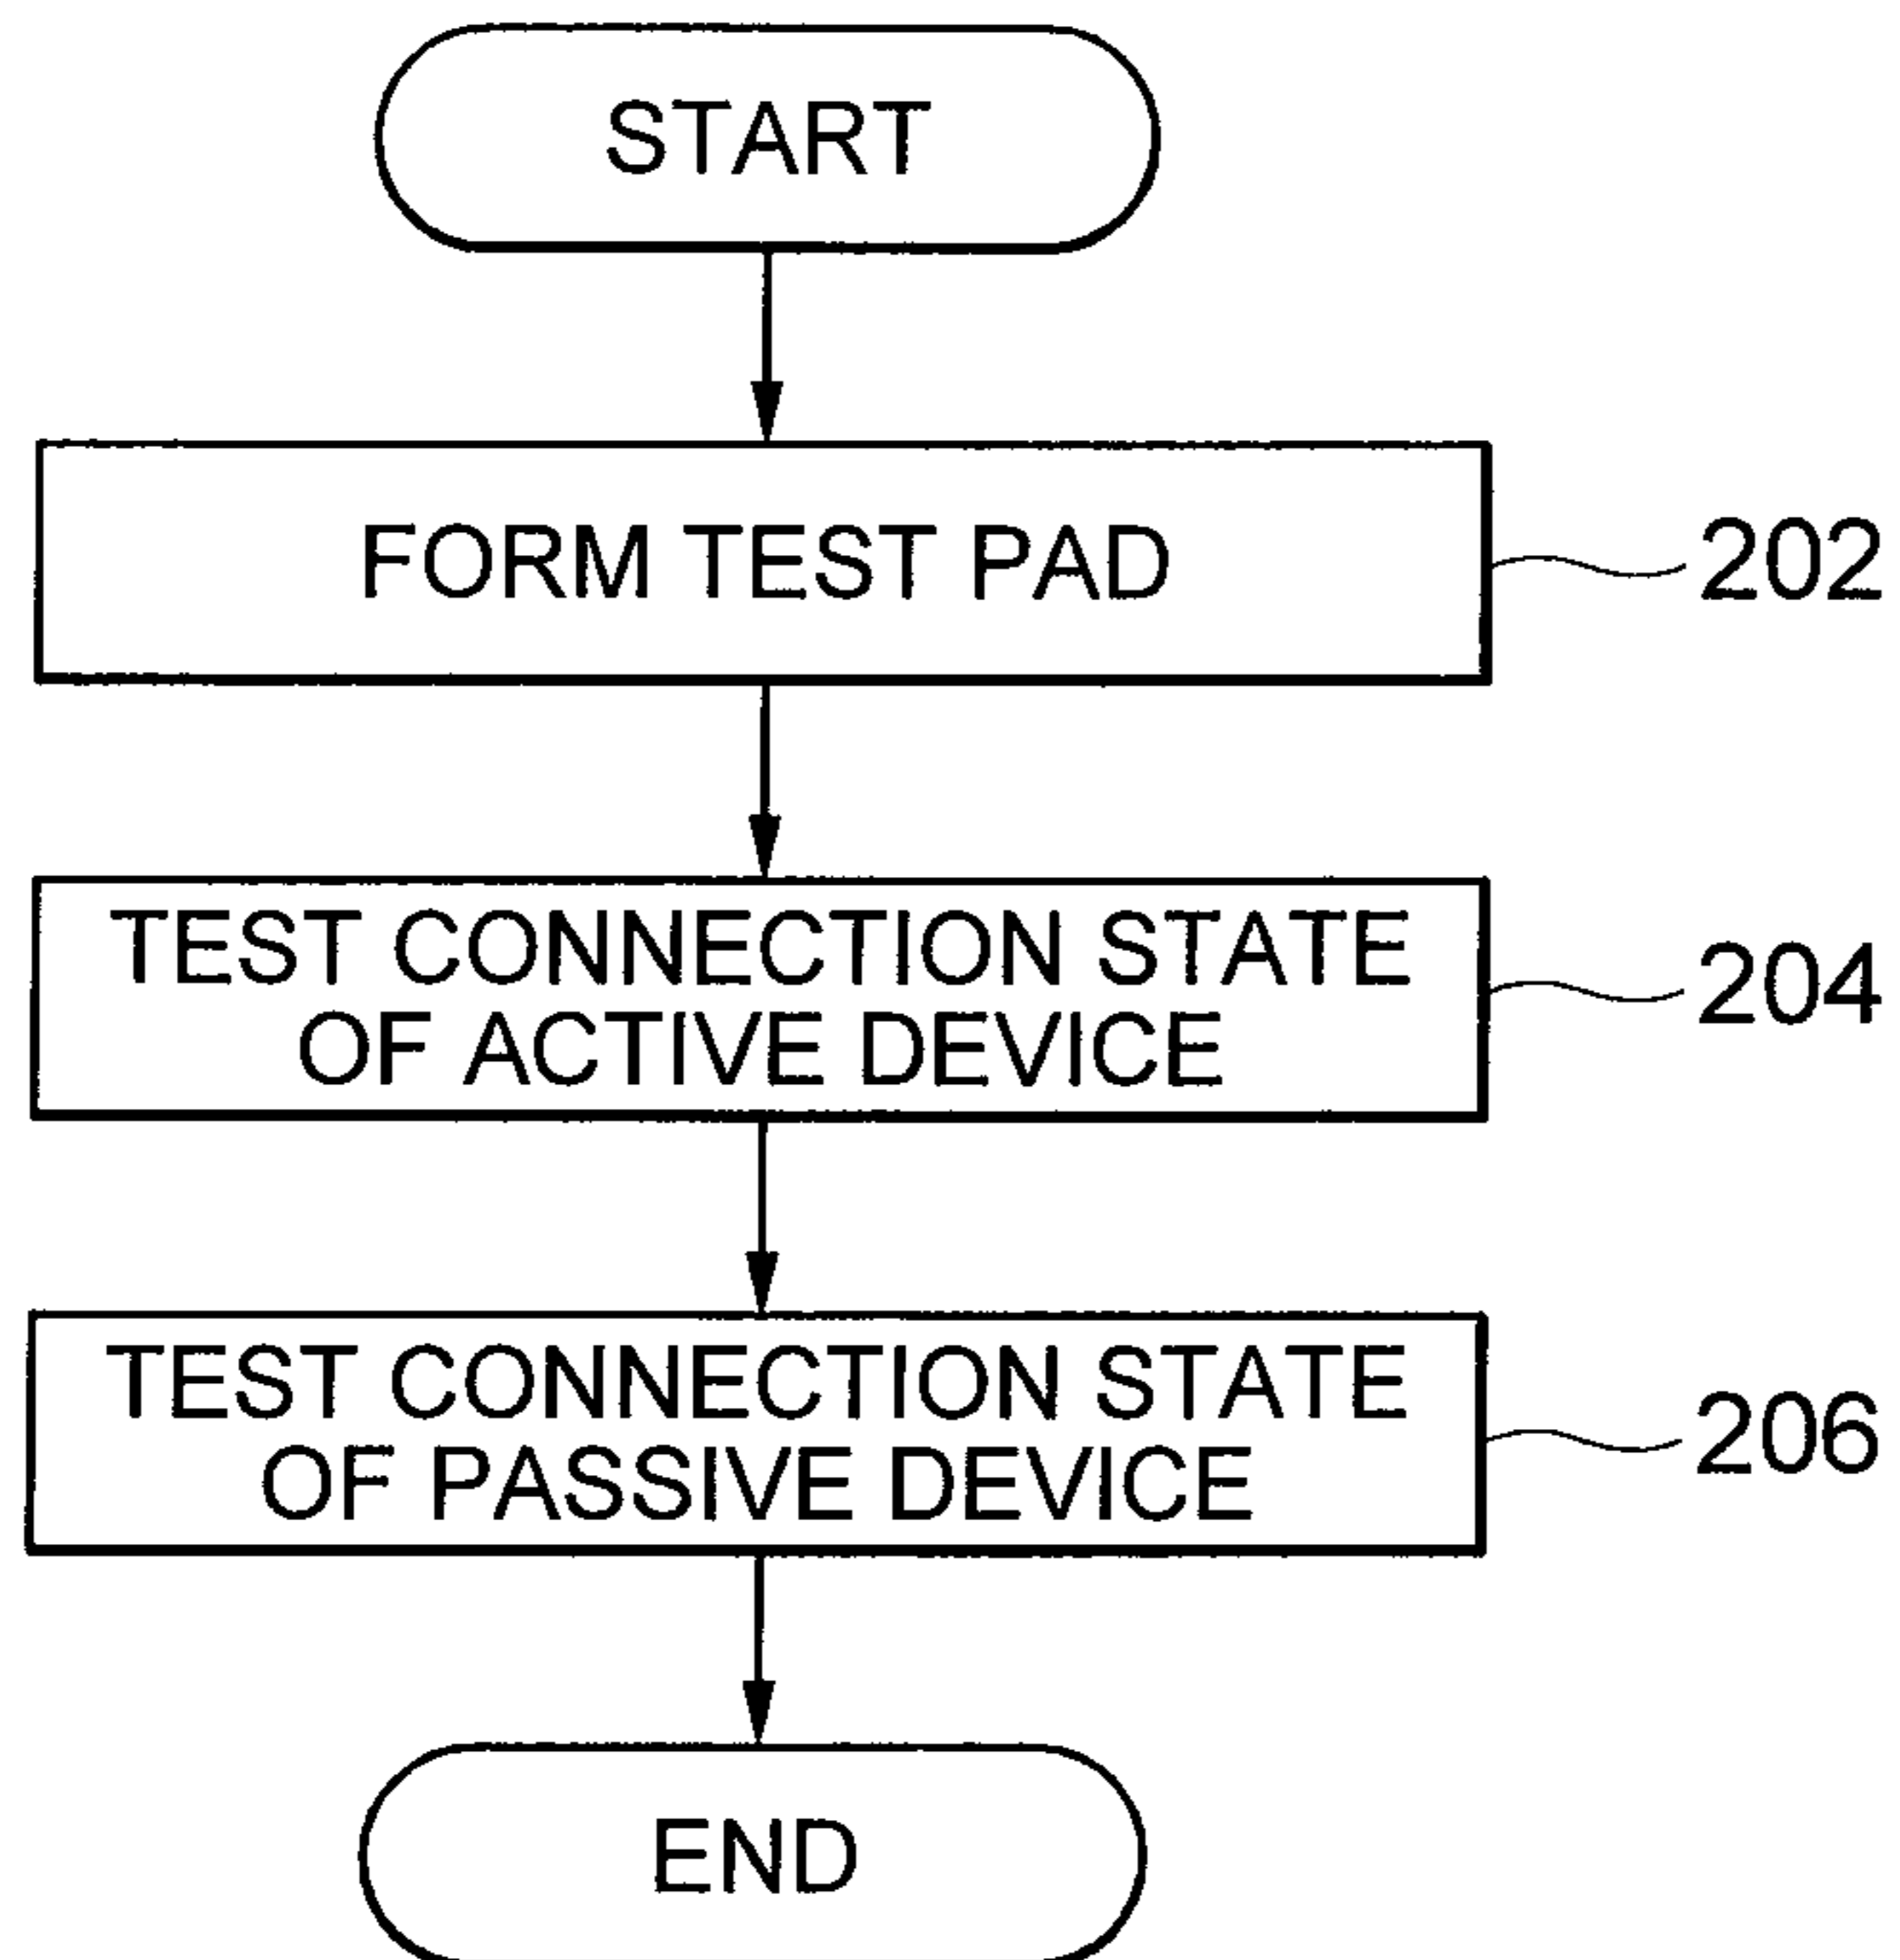 START
FORM TEST PAD
202
TEST CONNECTION STATE
OF ACTIVE DEVICE
204
TEST CONNECTION STATE
OF PASSIVE DEVICE
206
END